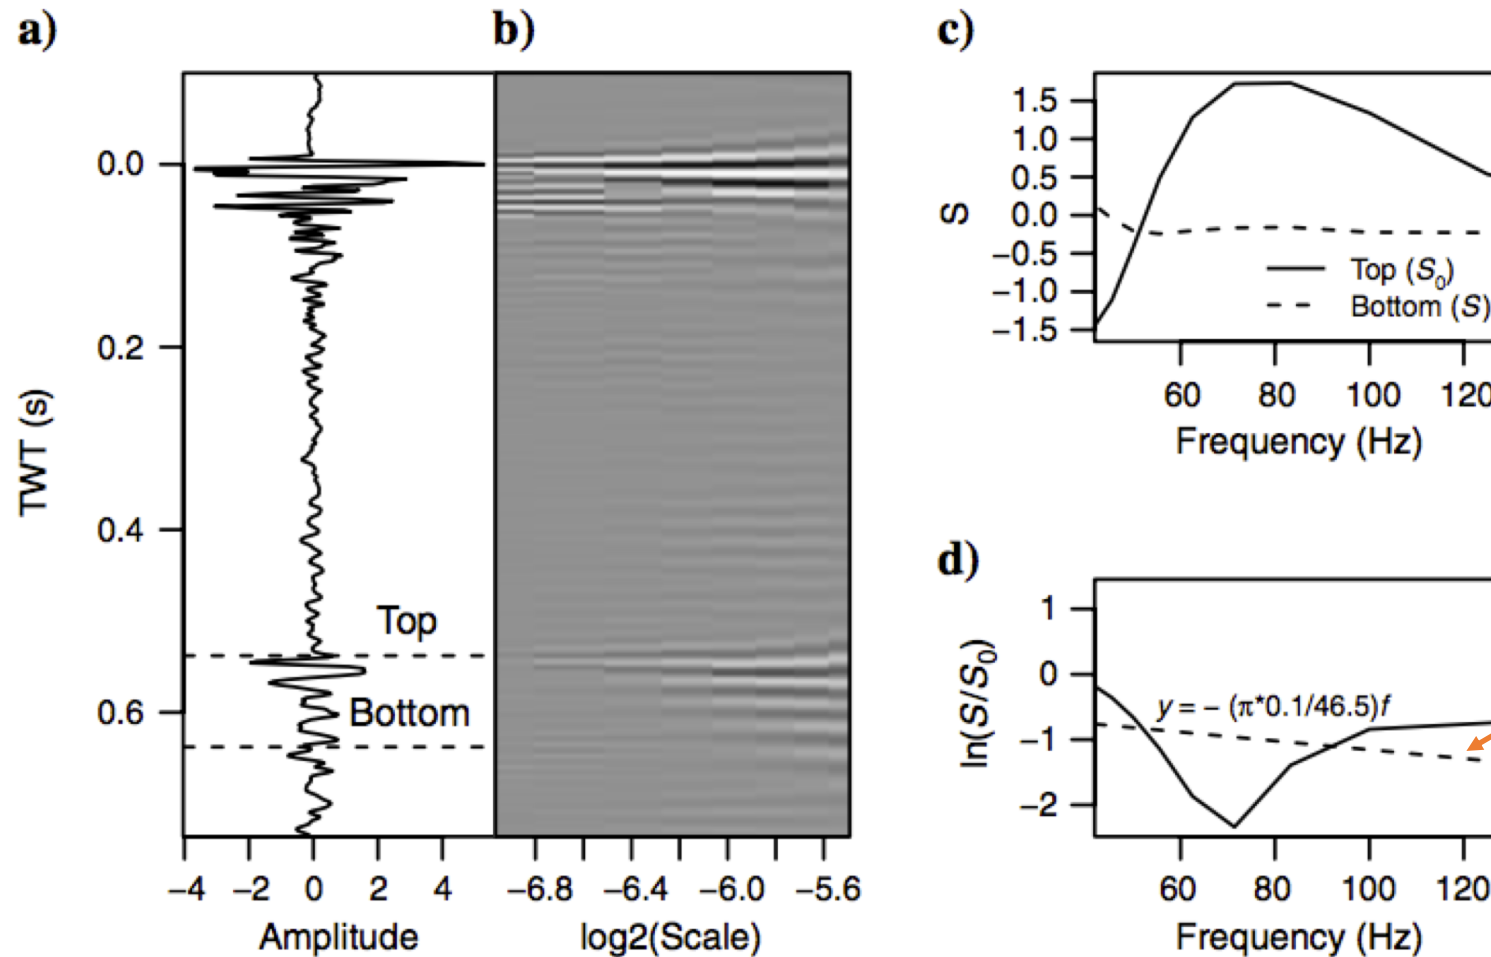 a)
b)
c)
0.0
0.2
0.4
0.6
TWT (s)
Top
Bottom
−4 −2 0 2 4
Amplitude
−6.8 −6.4 −6.0 −5.6
log2(Scale)
1.5
1.0
0.5
0.0
−0.5
−1.0
−1.5
S
Top (S₀)
Bottom (S)
60 80 100 120
Frequency (Hz)
d)
1
0
−1
−2
ln(S/S₀)
y = − (π*0.1/46.5)f
60 80 100 120
Frequency (Hz)